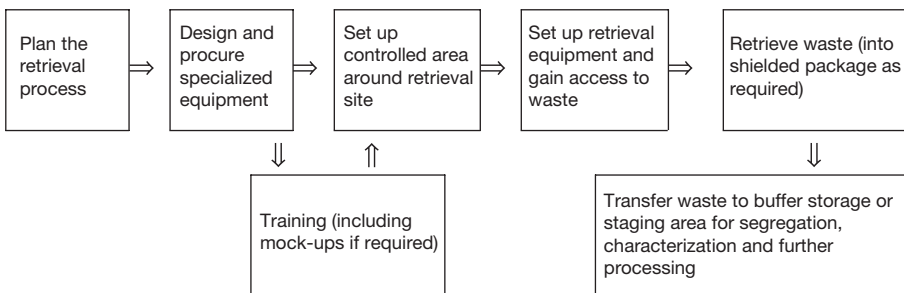 Plan the
retrieval
process
Design and
procure
specialized
equipment
Set up
controlled area
around retrieval
site
Set up retrieval
equipment and
gain access to
waste
Retrieve waste (into
shielded package as
required)
Training (including
mock-ups if required)
Transfer waste to buffer storage or
staging area for segregation,
characterization and further
processing